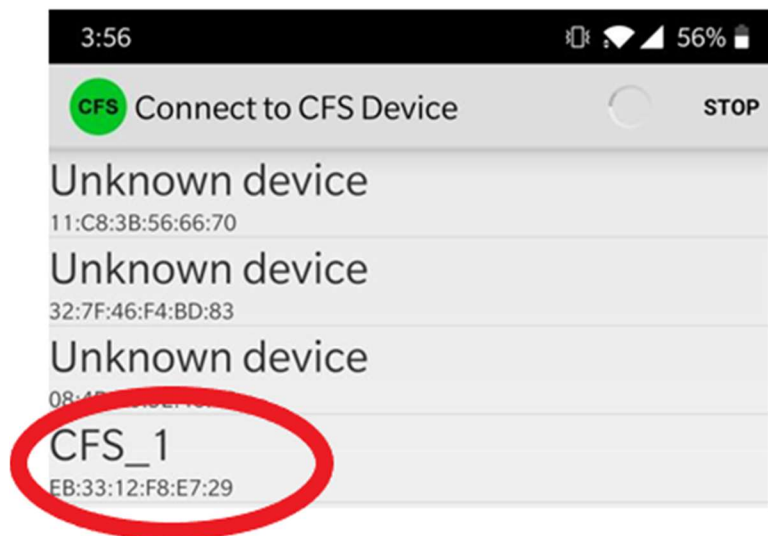 3:56
56%
CFS Connect to CFS Device
STOP
Unknown device
11:C8:3B:56:66:70
Unknown device
32:7F:46:F4:BD:83
Unknown device
CFS_1
EB:33:12:F8:E7:29